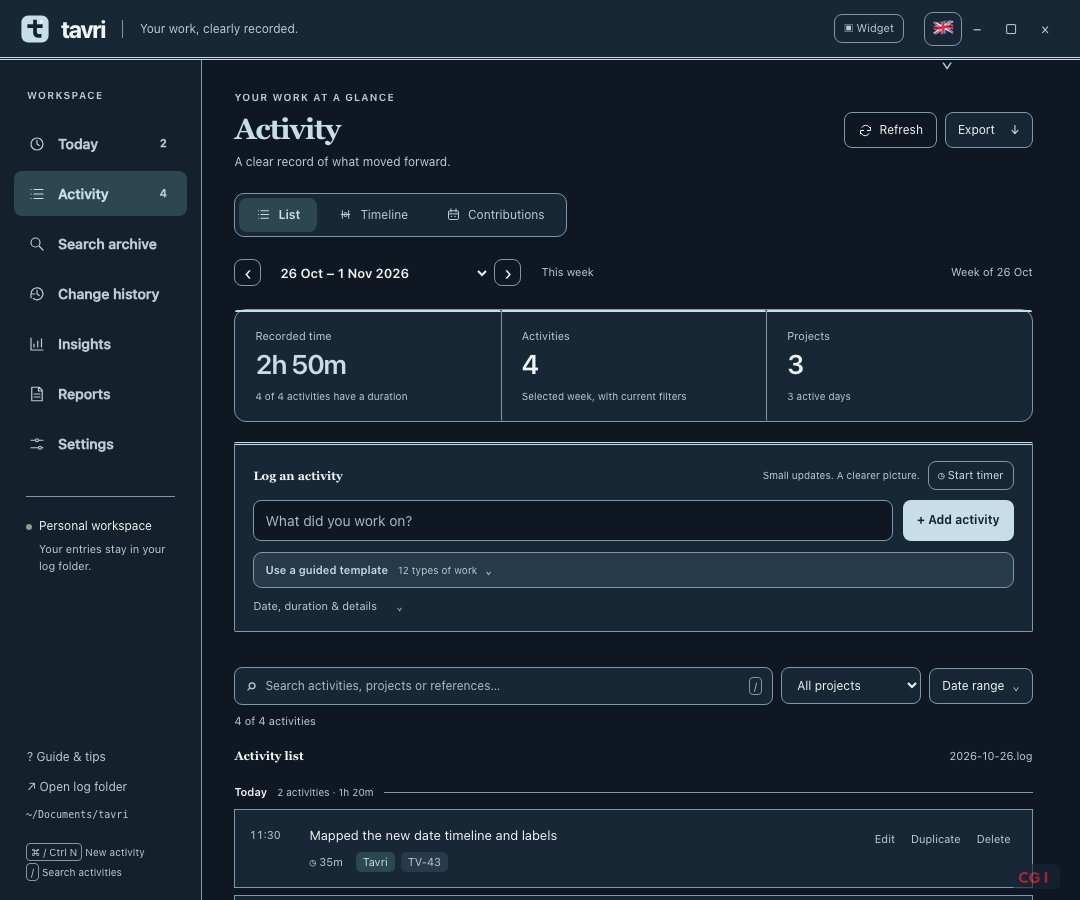 tavri
Your work, clearly recorded.
Widget
WORKSPACE
Today 2
Activity 4
Search archive
Change history
Insights
Reports
Settings
Personal workspace
Your entries stay in your
log folder.
? Guide & tips
↗ Open log folder
~/Documents/tavri
⌘ / Ctrl N New activity
/ Search activities
YOUR WORK AT A GLANCE
Activity
A clear record of what moved forward.
Refresh
Export ↓
List
Timeline
Contributions
‹ 26 Oct – 1 Nov 2026 › This week
Week of 26 Oct
Recorded time
2h 50m
4 of 4 activities have a duration
Activities
4
Selected week, with current filters
Projects
3
3 active days
Log an activity
Small updates. A clearer picture.
Start timer
What did you work on?
+ Add activity
Use a guided template 12 types of work
Date, duration & details
Search activities, projects or references... /
All projects
Date range
4 of 4 activities
Activity list
2026-10-26.log
Today 2 activities · 1h 20m
11:30 Mapped the new date timeline and labels
35m Tavri TV-43
Edit Duplicate Delete
CGI